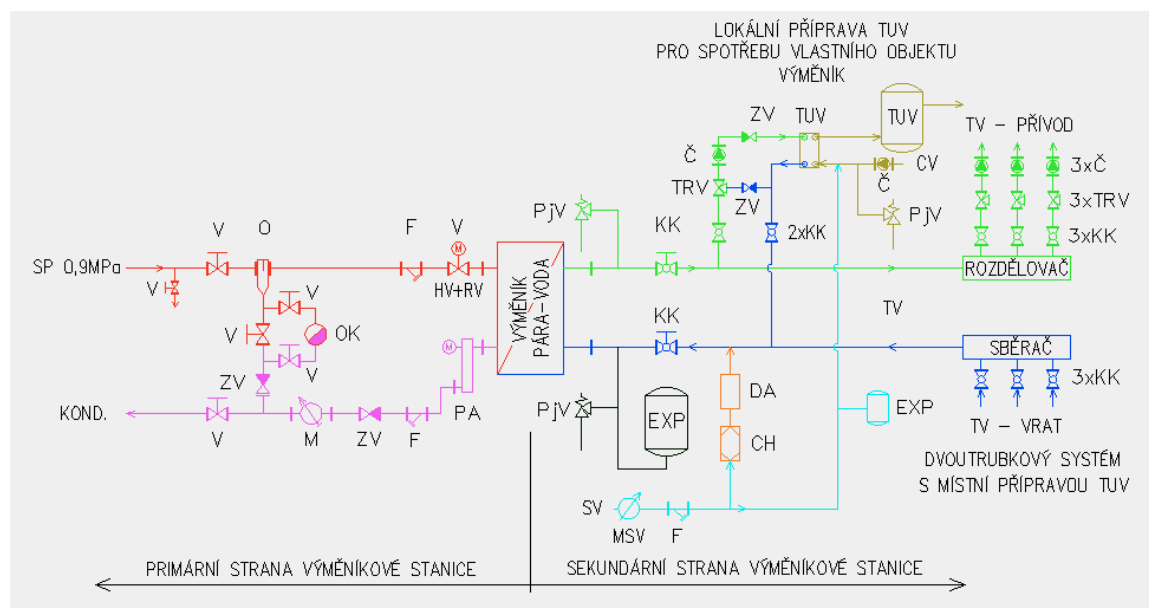 LOKÁLNÍ PŘÍPRAVA TUV
PRO SPOTŘEBU VLASTNÍHO OBJEKTU
VÝMĚNÍK
ZV
TUV
TUV
TV - PŘÍVOD
Č
CV
3xČ
TRV
ZV
Č
3xTRV
PjV
KK
2xKK
PjV
3xKK
V
O
F
V
SP 0,9MPa
V
HV+RV
M
VÝMĚNÍK
PÁRA-VODA
ROZDĚLOVAČ
V
V
OK
V
M
KK
TV
SBĚRAČ
ZV
PA
DA
EXP
3xKK
KOND.
V
M
ZV
F
PjV
EXP
CH
TV - VRAT
DVOUTRUBKOVÝ SYSTÉM
S MÍSTNÍ PŘÍPRAVOU TUV
SV
MSV
F
PRIMÁRNÍ STRANA VÝMĚNÍKOVÉ STANICE
SEKUNDÁRNÍ STRANA VÝMĚNÍKOVÉ STANICE